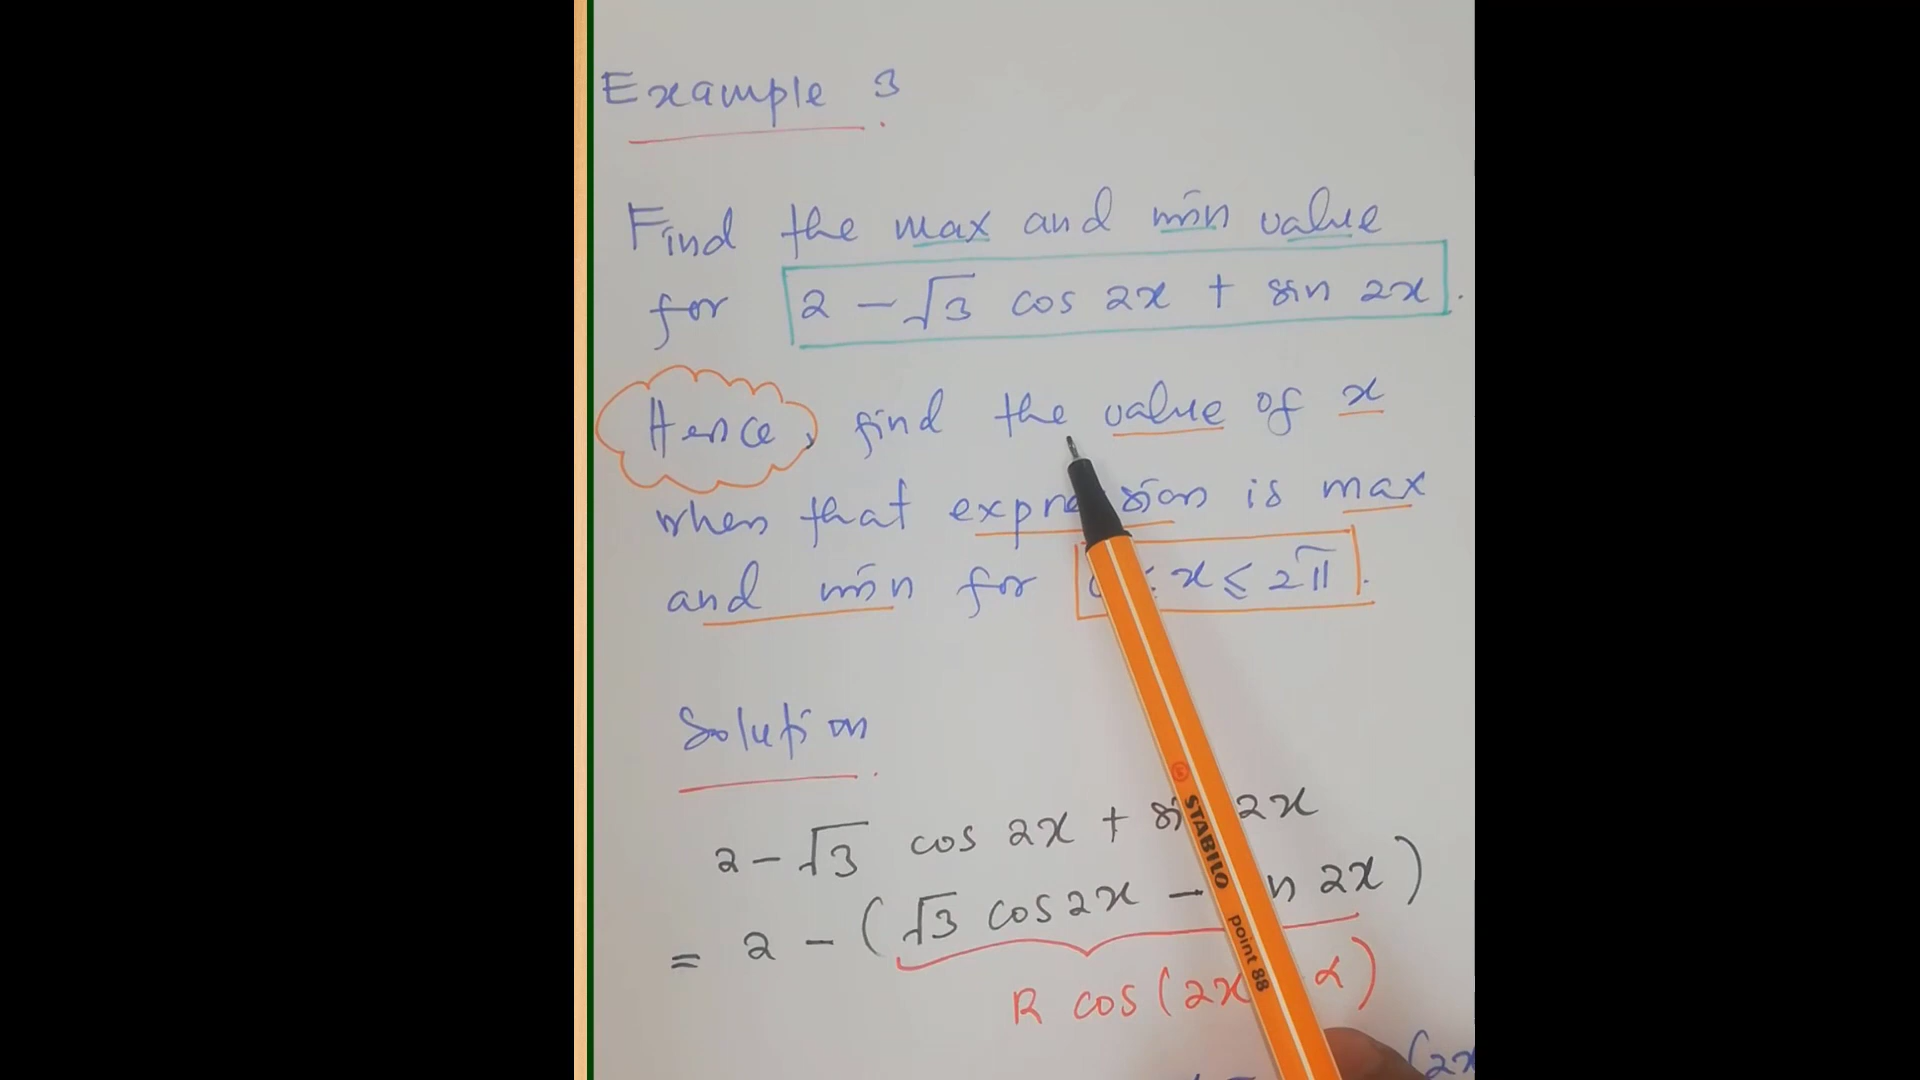 Example 3
Find the max and min value
for 2 - √3 cos 2x + sin 2x.
Hence, find the value of x
when that expression is max
and min for ≤ x ≤ 2π.
Solution
2 - √3 cos 2x + 2x
= 2 - (√3 cos 2x - 2x)
R cos (2x α)
(2x
STABILO point 88